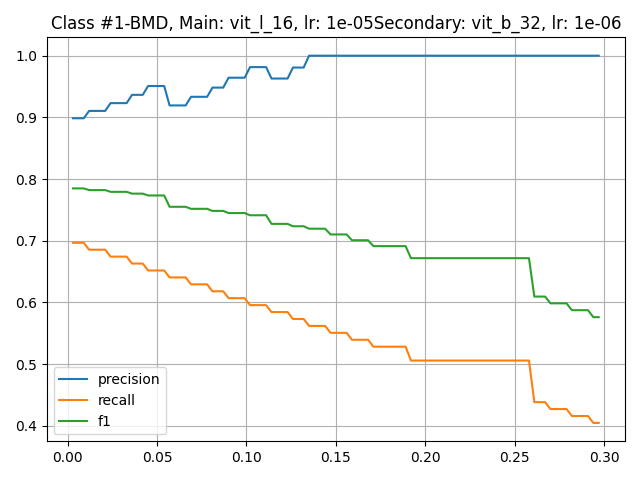 Class #1-BMD, Main: vit_l_16, lr: 1e-05Secondary: vit_b_32, lr: 1e-06
1.0
0.9
0.8
0.7
0.6
0.5
0.4
precision
recall
f1
0.00 0.05 0.10 0.15 0.20 0.25 0.30